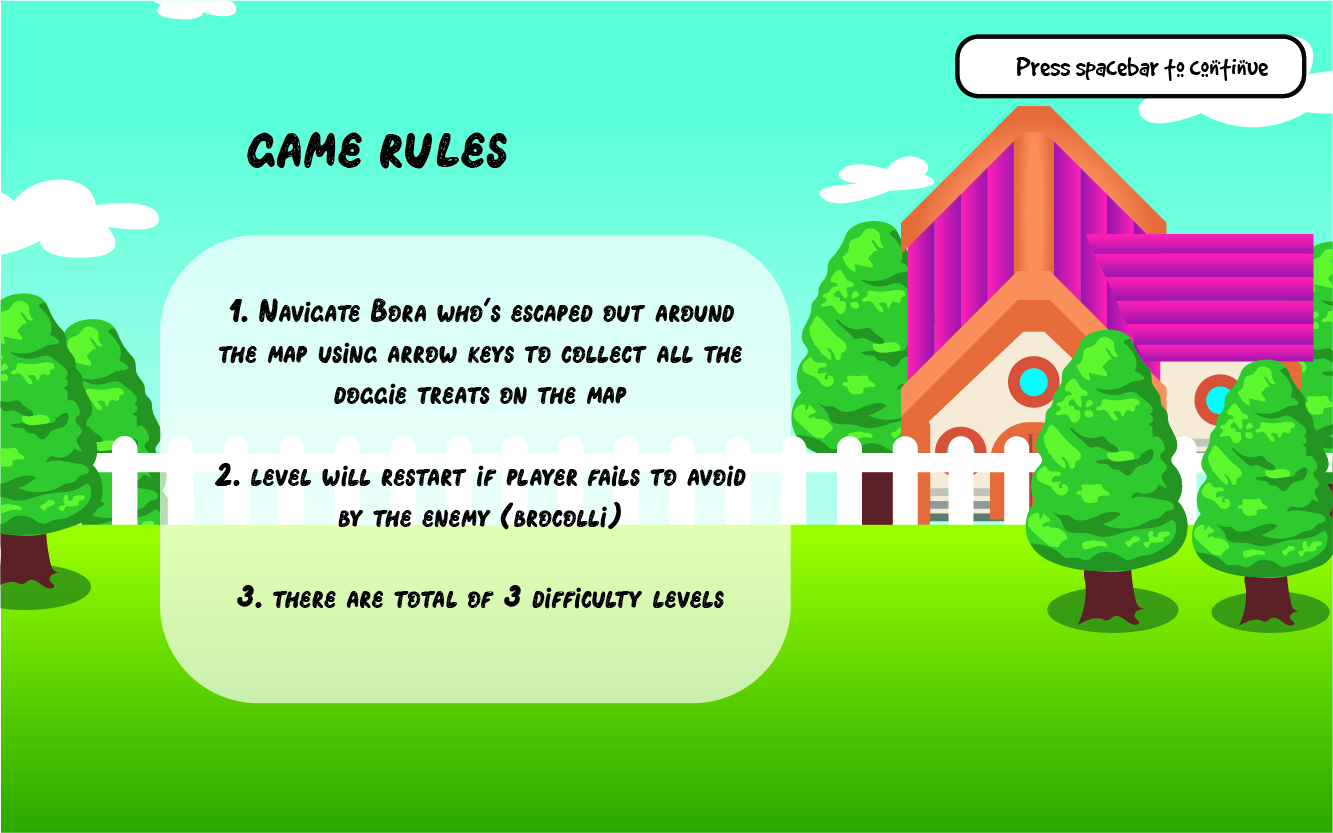 Press spacebar to continue
GAME RULES
1. Navigate Bora who's escaped out around
the map using arrow keys to collect all the
doggie treats on the map
2. level will restart if player fails to avoid
by the enemy (brocolli)
3. there are total of 3 difficulty levels